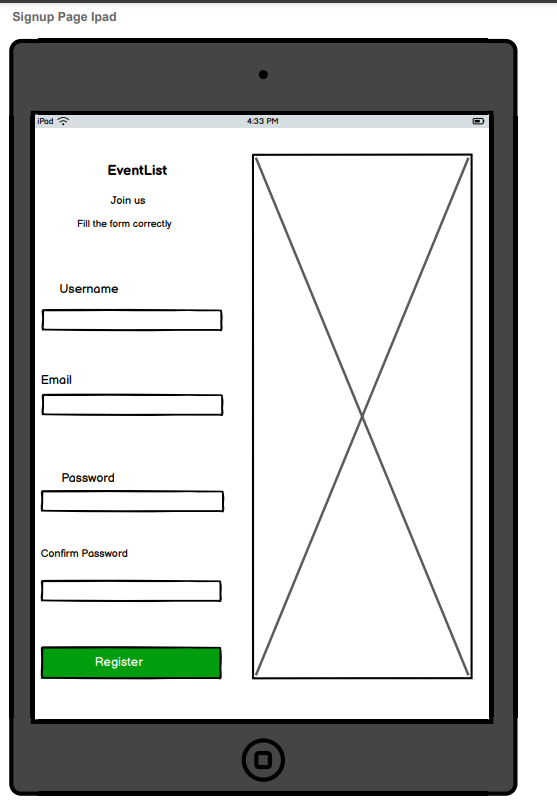 Signup Page Ipad
iPad 4:33 PM
EventList
Join us
Fill the form correctly
Username
Email
Password
Confirm Password
Register